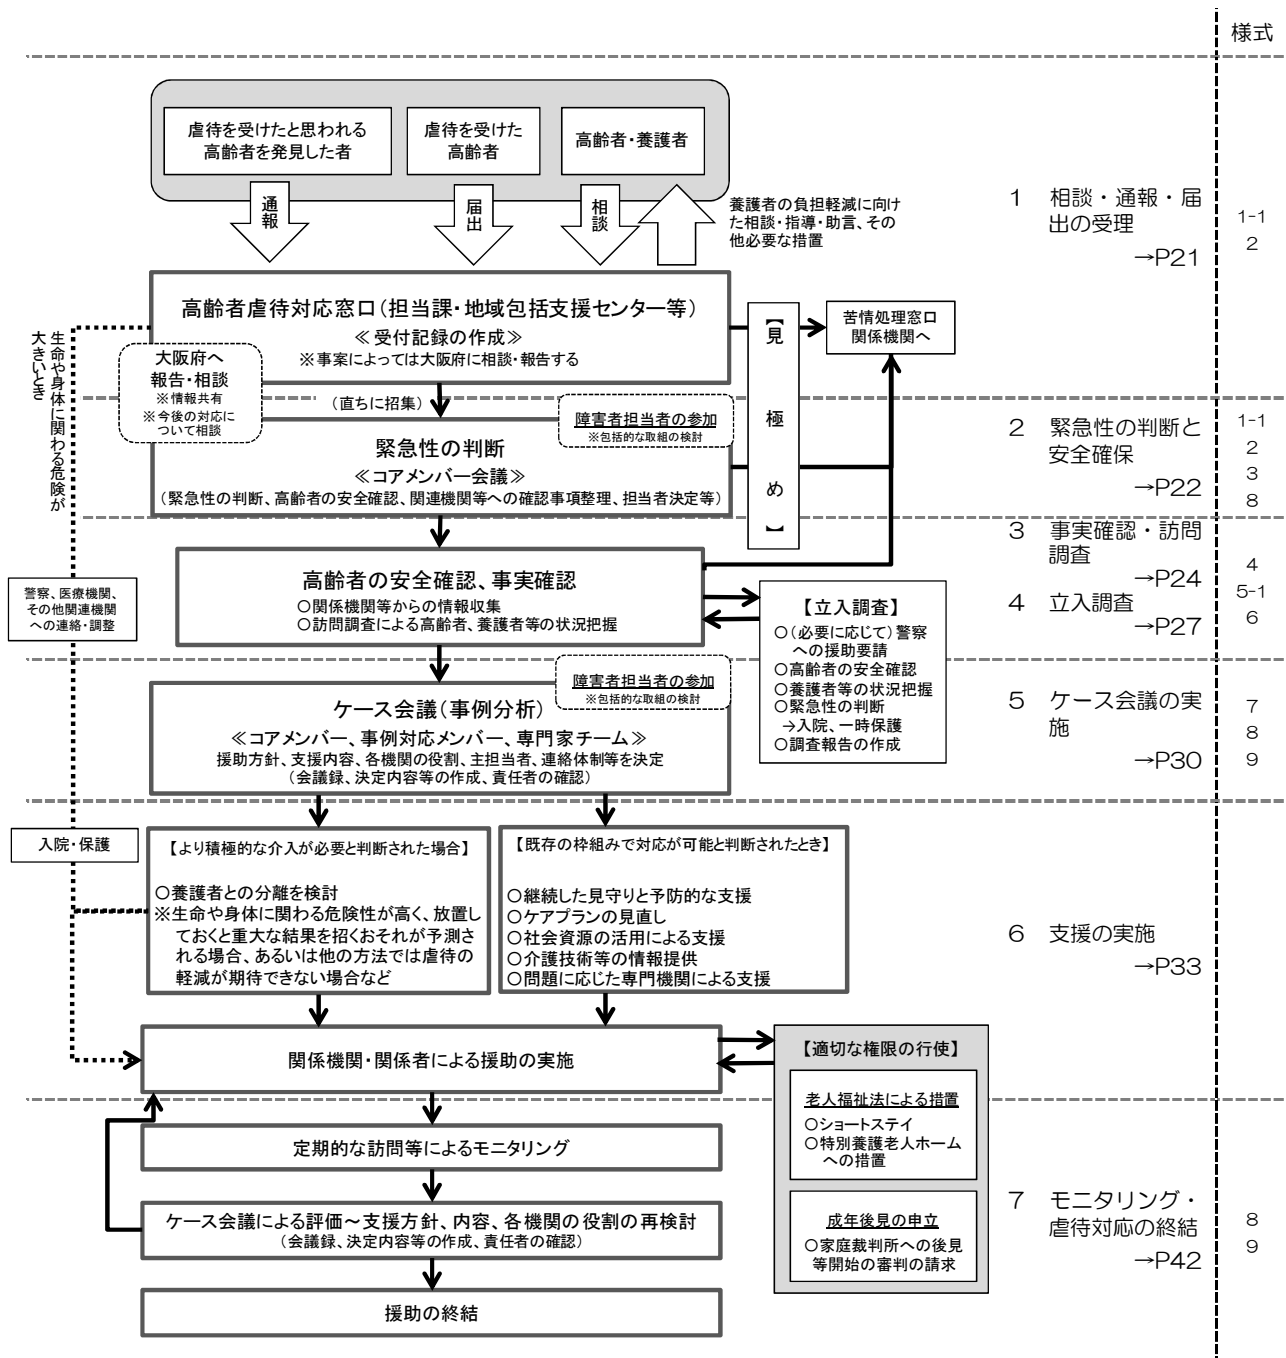 様式
虐待を受けたと思われる
高齢者を発見した者
虐待を受けた
高齢者
高齢者・養護者
通報
届出
相談
養護者の負担軽減に向け
た相談・指導・助言、その
他必要な措置
1 相談・通報・届
出の受理
→P21
1-1
2
高齢者虐待対応窓口（担当課・地域包括支援センター等）
≪受付記録の作成≫
※事案によっては大阪府に相談・報告する
【見極め】
苦情処理窓口
関係機関へ
生命や身体に関わる危険が
大きいとき
大阪府へ
報告・相談
※情報共有
※今後の対応に
ついて相談
（直ちに招集）
障害者担当者の参加
※包括的な取組の検討
緊急性の判断
≪コアメンバー会議≫
（緊急性の判断、高齢者の安全確認、関連機関等への確認事項整理、担当者決定等）
2 緊急性の判断と
安全確保
→P22
1-1
2
3
8
高齢者の安全確認、事実確認
○関係機関等からの情報収集
○訪問調査による高齢者、養護者等の状況把握
3 事実確認・訪問
調査
→P24
4 立入調査
→P27
4
5-1
6
警察、医療機関、
その他関連機関
への連絡・調整
【立入調査】
○（必要に応じて）警察
への援助要請
○高齢者の安全確認
○養護者等の状況把握
○緊急性の判断
→入院、一時保護
○調査報告の作成
障害者担当者の参加
※包括的な取組の検討
ケース会議（事例分析）
≪コアメンバー、事例対応メンバー、専門家チーム≫
援助方針、支援内容、各機関の役割、主担当者、連絡体制等を決定
（会議録、決定内容等の作成、責任者の確認）
5 ケース会議の実
施
→P30
7
8
9
入院・保護
【より積極的な介入が必要と判断された場合】
○養護者との分離を検討
※生命や身体に関わる危険性が高く、放置し
ておくと重大な結果を招くおそれが予測さ
れる場合、あるいは他の方法では虐待の
軽減が期待できない場合など
【既存の枠組みで対応が可能と判断されたとき】
○継続した見守りと予防的な支援
○ケアプランの見直し
○社会資源の活用による支援
○介護技術等の情報提供
○問題に応じた専門機関による支援
6 支援の実施
→P33
関係機関・関係者による援助の実施
【適切な権限の行使】
老人福祉法による措置
○ショートステイ
○特別養護老人ホーム
への措置
成年後見の申立
○家庭裁判所への後見
等開始の審判の請求
定期的な訪問等によるモニタリング
ケース会議による評価～支援方針、内容、各機関の役割の再検討
（会議録、決定内容等の作成、責任者の確認）
援助の終結
7 モニタリング・
虐待対応の終結
→P42
8
9